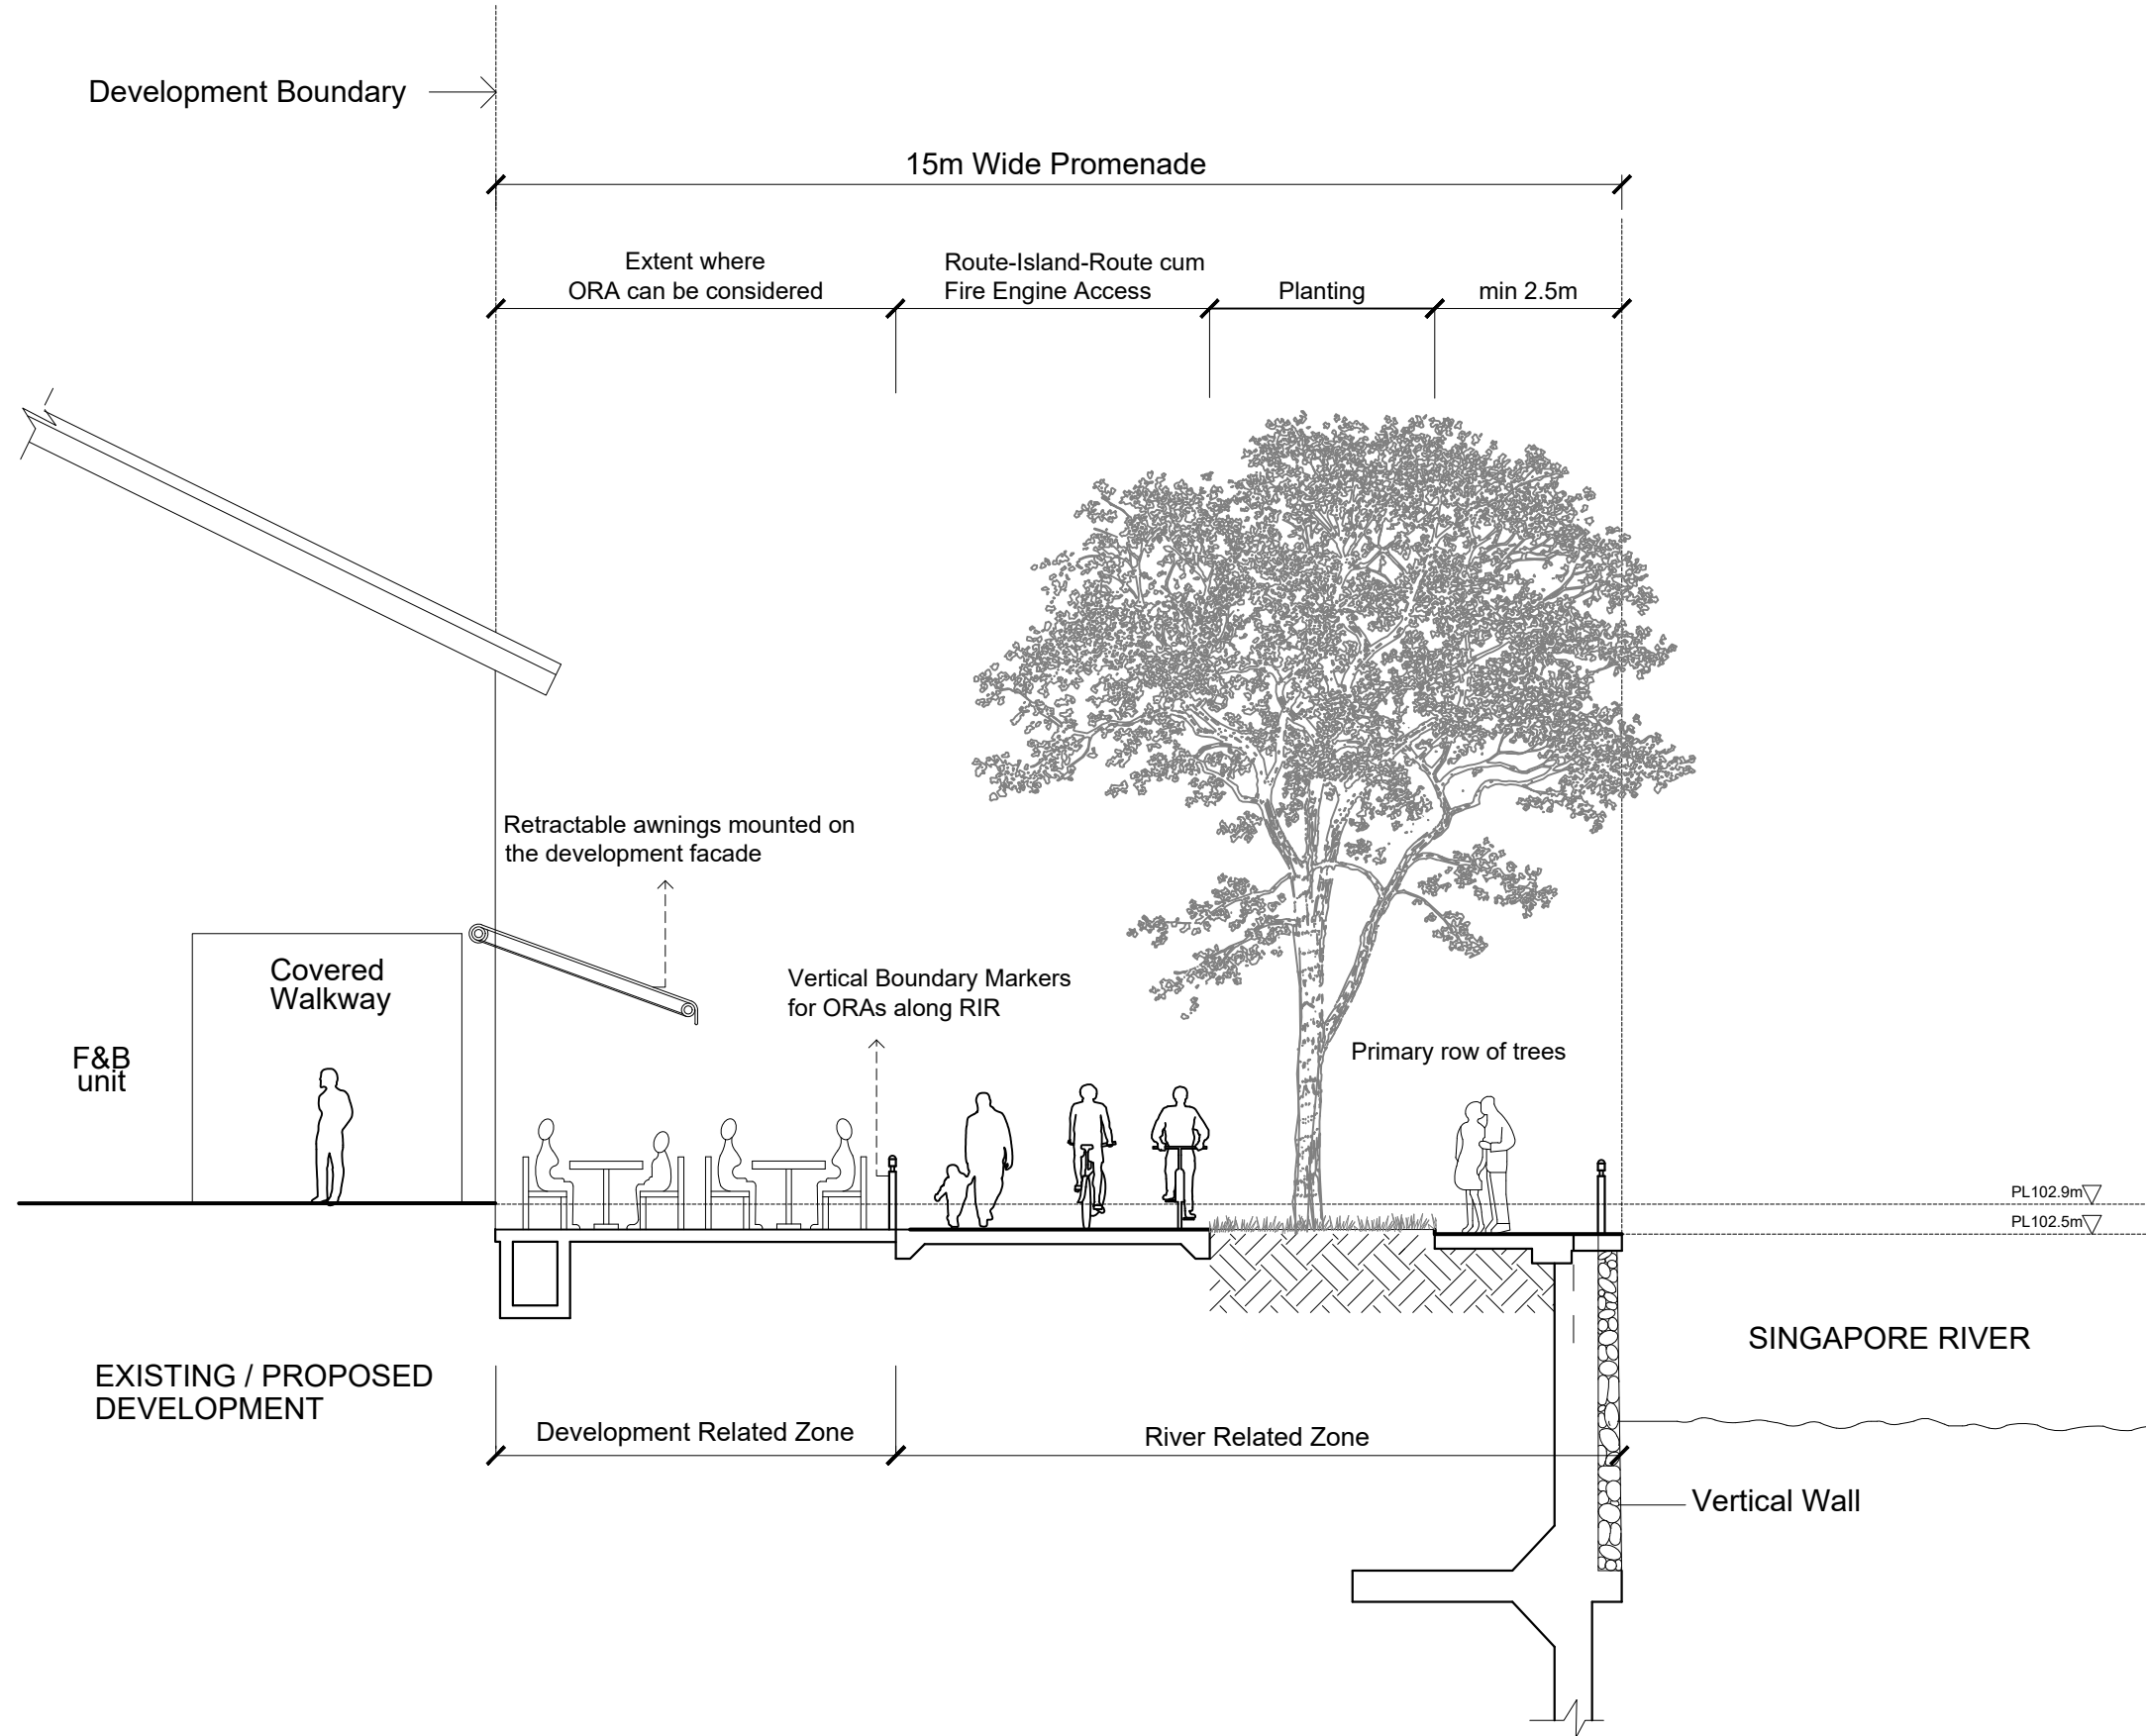 Development Boundary
15m Wide Promenade
Extent where
ORA can be considered
Route-Island-Route cum
Fire Engine Access
Planting
min 2.5m
Retractable awnings mounted on
the development facade
Covered
Walkway
Vertical Boundary Markers
for ORAs along RIR
F&B
unit
Primary row of trees
PL102.9m
PL102.5m
SINGAPORE RIVER
EXISTING / PROPOSED
DEVELOPMENT
Development Related Zone
River Related Zone
Vertical Wall